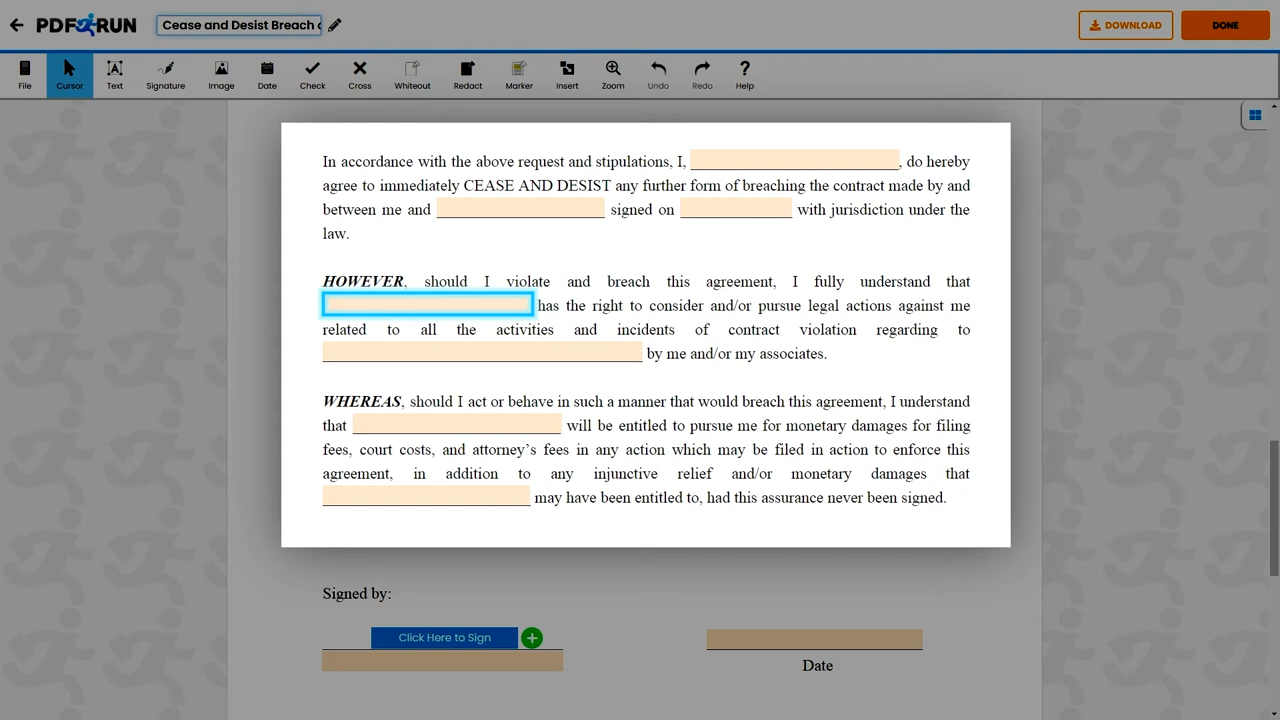 PDF RUN
Cease and Desist Breach
DOWNLOAD
DONE
File Cursor Text Signature Image Date Check Cross Whiteout Redact Marker Insert Zoom Undo Redo Help
In accordance with the above request and stipulations, I, , do hereby
agree to immediately CEASE AND DESIST any further form of breaching the contract made by and
between me and signed on with jurisdiction under the
law.
HOWEVER, should I violate and breach this agreement, I fully understand that
has the right to consider and/or pursue legal actions against me
related to all the activities and incidents of contract violation regarding to
by me and/or my associates.
WHEREAS, should I act or behave in such a manner that would breach this agreement, I understand
that will be entitled to pursue me for monetary damages for filing
fees, court costs, and attorney’s fees in any action which may be filed in action to enforce this
agreement, in addition to any injunctive relief and/or monetary damages that
may have been entitled to, had this assurance never been signed.
Signed by:
Click Here to Sign
Date